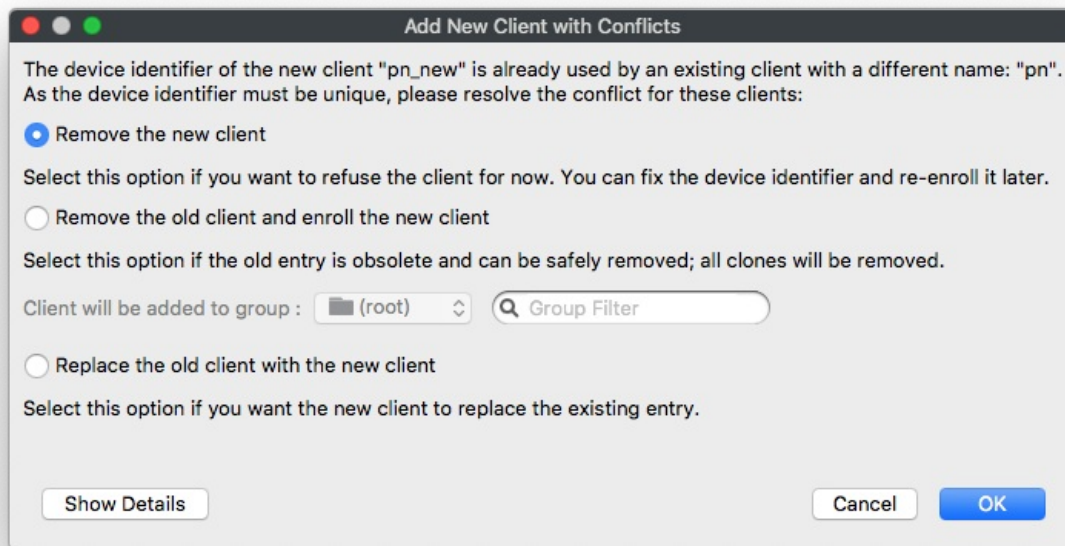 Add New Client with Conflicts
The device identifier of the new client "pn_new" is already used by an existing client with a different name: "pn".
As the device identifier must be unique, please resolve the conflict for these clients:
Remove the new client
Select this option if you want to refuse the client for now. You can fix the device identifier and re-enroll it later.
Remove the old client and enroll the new client
Select this option if the old entry is obsolete and can be safely removed; all clones will be removed.
Client will be added to group : (root) Group Filter
Replace the old client with the new client
Select this option if you want the new client to replace the existing entry.
Show Details Cancel OK